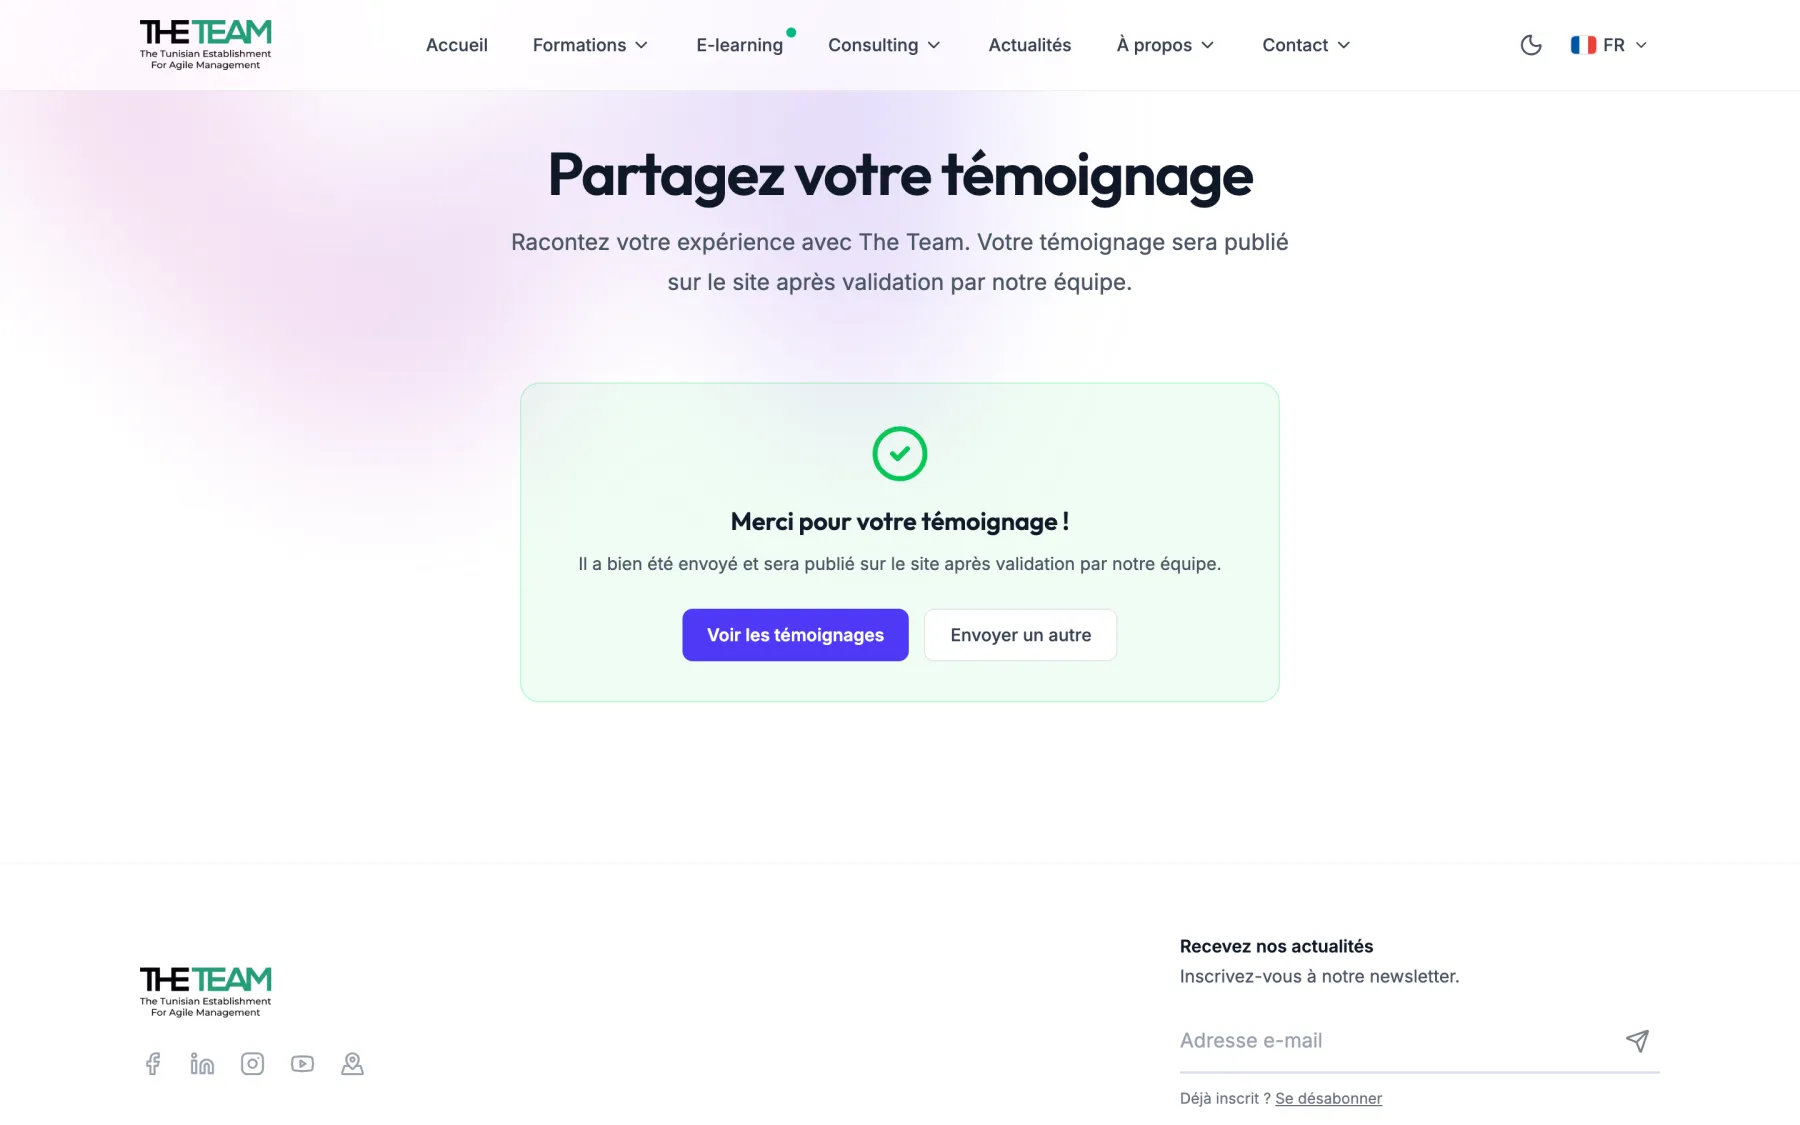 THETEAM
The Tunisian Establishment
For Agile Management
Accueil
Formations
E-learning
Consulting
Actualités
À propos
Contact
FR
Partagez votre témoignage
Racontez votre expérience avec The Team. Votre témoignage sera publié
sur le site après validation par notre équipe.
Merci pour votre témoignage !
Il a bien été envoyé et sera publié sur le site après validation par notre équipe.
Voir les témoignages
Envoyer un autre
THETEAM
The Tunisian Establishment
For Agile Management
Recevez nos actualités
Inscrivez-vous à notre newsletter.
Adresse e-mail
Déjà inscrit ? Se désabonner